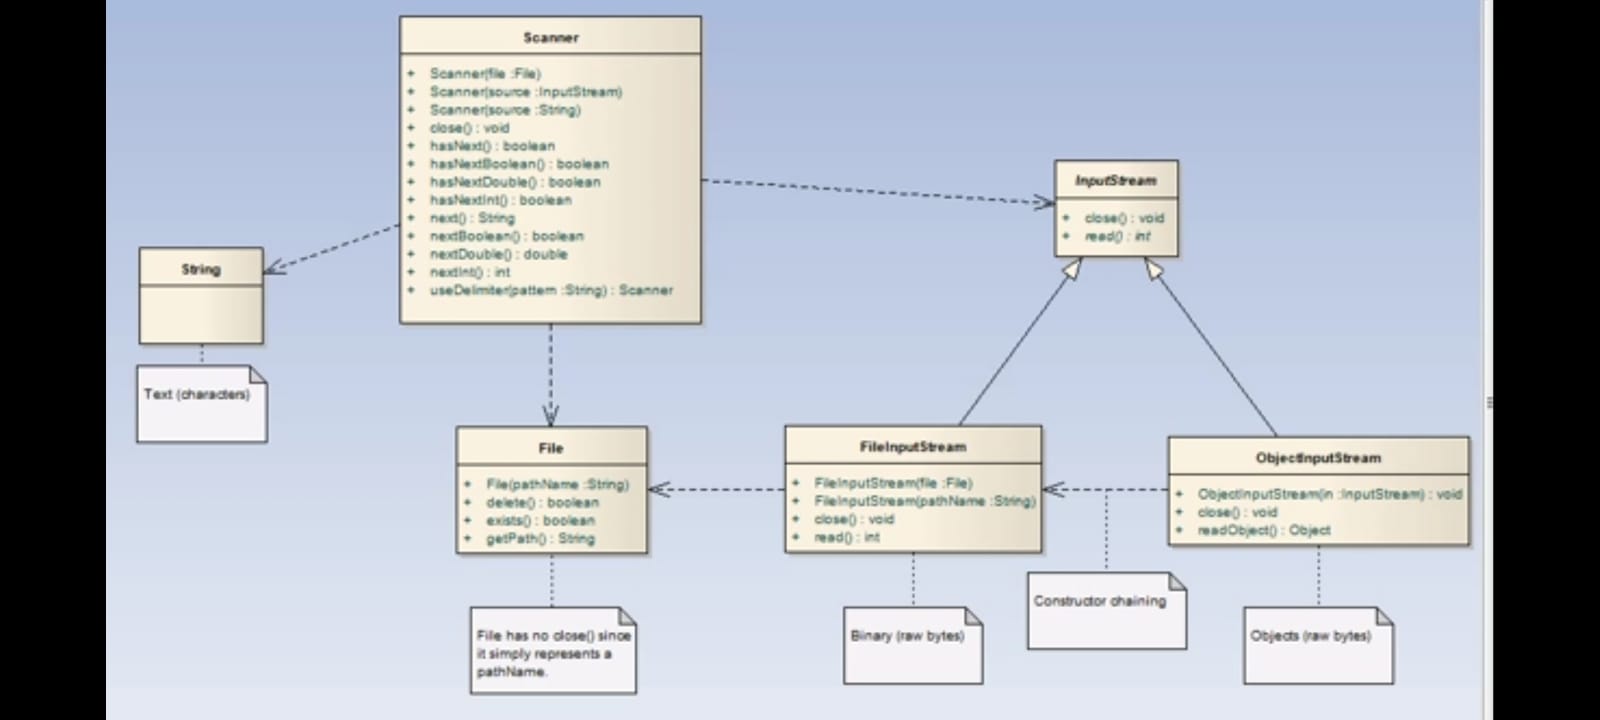 Scanner
+ Scanner(file :File)
+ Scanner(source :InputStream)
+ Scanner(source :String)
+ close() : void
+ hasNext() : boolean
+ hasNextBoolean() : boolean
+ hasNextDouble() : boolean
+ hasNextInt() : boolean
+ next() : String
+ nextBoolean() : boolean
+ nextDouble() : double
+ nextInt() : int
+ useDelimiter(pattern :String) : Scanner
InputStream
+ close() : void
+ read() : int
String
Text (characters)
File
+ File(pathName :String)
+ delete() : boolean
+ exists() : boolean
+ getPath() : String
File has no close() since
it simply represents a
pathName.
FileInputStream
+ FileInputStream(file :File)
+ FileInputStream(pathName :String)
+ close() : void
+ read() : int
Binary (raw bytes)
Constructor chaining
ObjectInputStream
+ ObjectInputStream(in :InputStream) : void
+ close() : void
+ readObject() : Object
Objects (raw bytes)